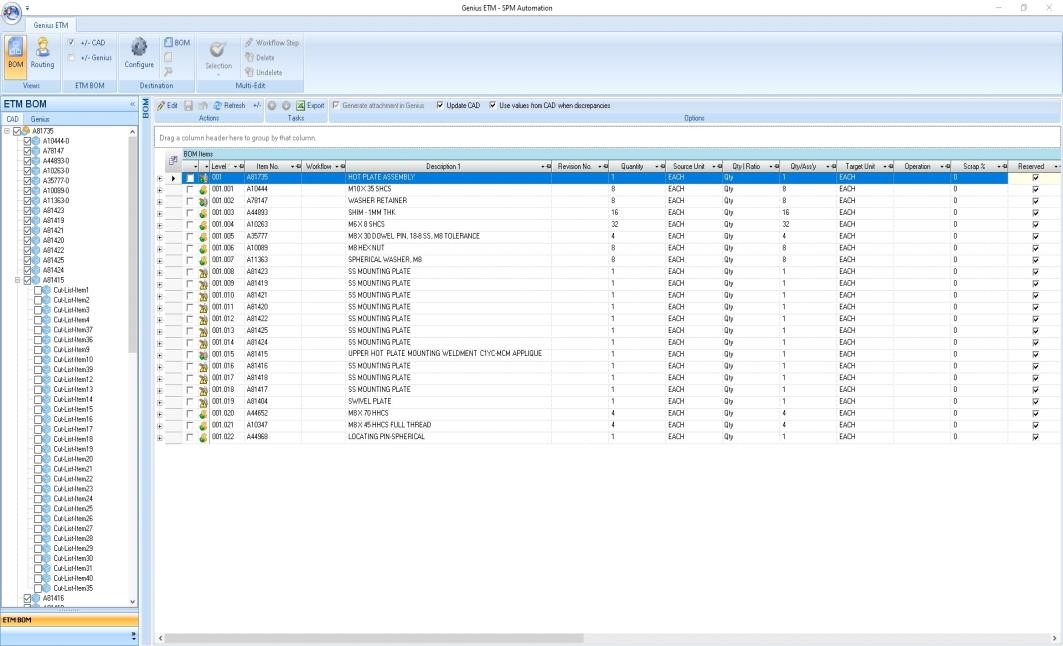 Genius ETM - SPM Automation
Genius ETM
BOM Routing
+/- CAD
+/- Genius
Configure
BOM
Selection
Workflow Step
Delete
Undelete
Views ETM BOM Destination Multi-Edit
ETM BOM
CAD Genius
A81735
A10444-0
A78147
A44893-0
A10263-0
A35777-0
A10089-0
A11363-0
A81423
A81419
A81421
A81420
A81422
A81425
A81424
A81415
Cut-List-Item1
Cut-List-Item2
Cut-List-Item3
Cut-List-Item4
Cut-List-Item37
Cut-List-Item36
Cut-List-Item9
Cut-List-Item10
Cut-List-Item39
Cut-List-Item12
Cut-List-Item13
Cut-List-Item14
Cut-List-Item15
Cut-List-Item16
Cut-List-Item17
Cut-List-Item18
Cut-List-Item19
Cut-List-Item20
Cut-List-Item21
Cut-List-Item22
Cut-List-Item23
Cut-List-Item24
Cut-List-Item25
Cut-List-Item26
Cut-List-Item27
Cut-List-Item28
Cut-List-Item29
Cut-List-Item30
Cut-List-Item31
Cut-List-Item40
Cut-List-Item35
A81416
ETM BOM
BOM
Edit Refresh +/- Export Generate attachment in Genius Update CAD Use values from CAD when discrepancies
Actions Tasks Options
Drag a column header here to group by that column.
BOM Items
Level Item No. Workflow Description 1 Revision No. Quantity Source Unit Qty | Ratio Qty/Ass'y Target Unit Operation Scrap % Reserved
001 A81735 HOT PLATE ASSEMBLY 1 EACH Qty 1 EACH 0
001.001 A10444 M10 X 35 SHCS 8 EACH Qty 8 EACH 0
001.002 A78147 WASHER RETAINER 8 EACH Qty 8 EACH 0
001.003 A44893 SHIM - 1MM THK 16 EACH Qty 16 EACH 0
001.004 A10263 M6 X 8 SHCS 32 EACH Qty 32 EACH 0
001.005 A35777 M8 X 30 DOWEL PIN, 18-8 SS, M8 TOLERANCE 4 EACH Qty 4 EACH 0
001.006 A10089 M8 HEX NUT 8 EACH Qty 8 EACH 0
001.007 A11363 SPHERICAL WASHER, M8 8 EACH Qty 8 EACH 0
001.008 A81423 SS MOUNTING PLATE 1 EACH Qty 1 EACH 0
001.009 A81419 SS MOUNTING PLATE 1 EACH Qty 1 EACH 0
001.010 A81421 SS MOUNTING PLATE 1 EACH Qty 1 EACH 0
001.011 A81420 SS MOUNTING PLATE 1 EACH Qty 1 EACH 0
001.012 A81422 SS MOUNTING PLATE 1 EACH Qty 1 EACH 0
001.013 A81425 SS MOUNTING PLATE 1 EACH Qty 1 EACH 0
001.014 A81424 SS MOUNTING PLATE 1 EACH Qty 1 EACH 0
001.015 A81415 UPPER HOT PLATE MOUNTING WELDMENT C1YC-MCM APPLIQUE 1 EACH Qty 1 EACH 0
001.016 A81416 SS MOUNTING PLATE 1 EACH Qty 1 EACH 0
001.017 A81418 SS MOUNTING PLATE 1 EACH Qty 1 EACH 0
001.018 A81417 SS MOUNTING PLATE 1 EACH Qty 1 EACH 0
001.019 A81404 SWIVEL PLATE 1 EACH Qty 1 EACH 0
001.020 A44652 M8 X 70 HHCS 4 EACH Qty 4 EACH 0
001.021 A10347 M8 X 45 HHCS FULL THREAD 4 EACH Qty 4 EACH 0
001.022 A44968 LOCATING PIN-SPHERICAL 1 EACH Qty 1 EACH 0